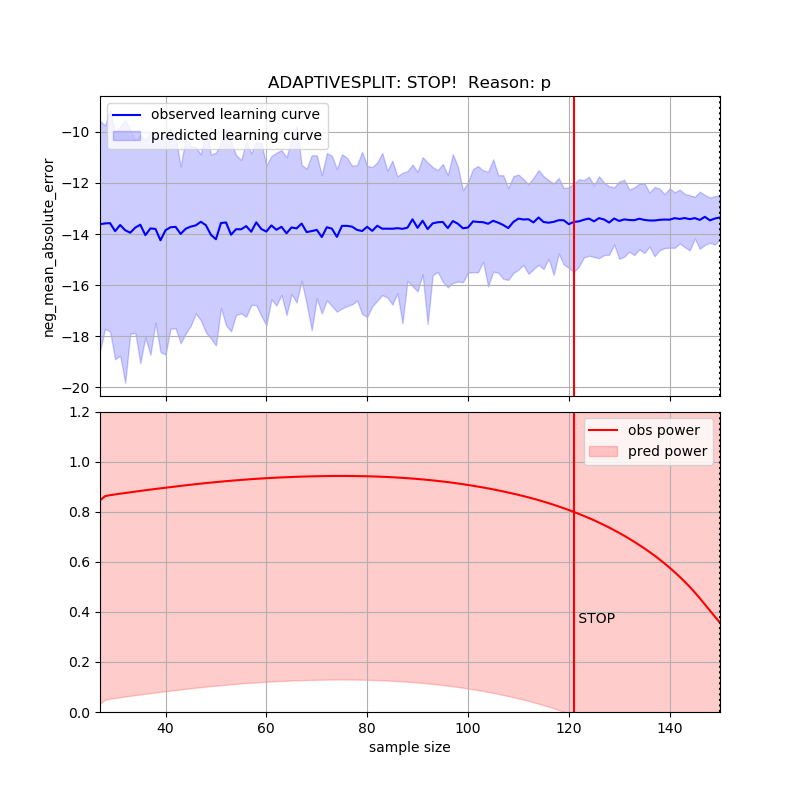 ADAPTIVESPLIT: STOP!  Reason: p
observed learning curve
predicted learning curve
neg_mean_absolute_error
−10
−12
−14
−16
−18
−20
obs power
pred power
STOP
1.2
1.0
0.8
0.6
0.4
0.2
0.0
40 60 80 100 120 140
sample size